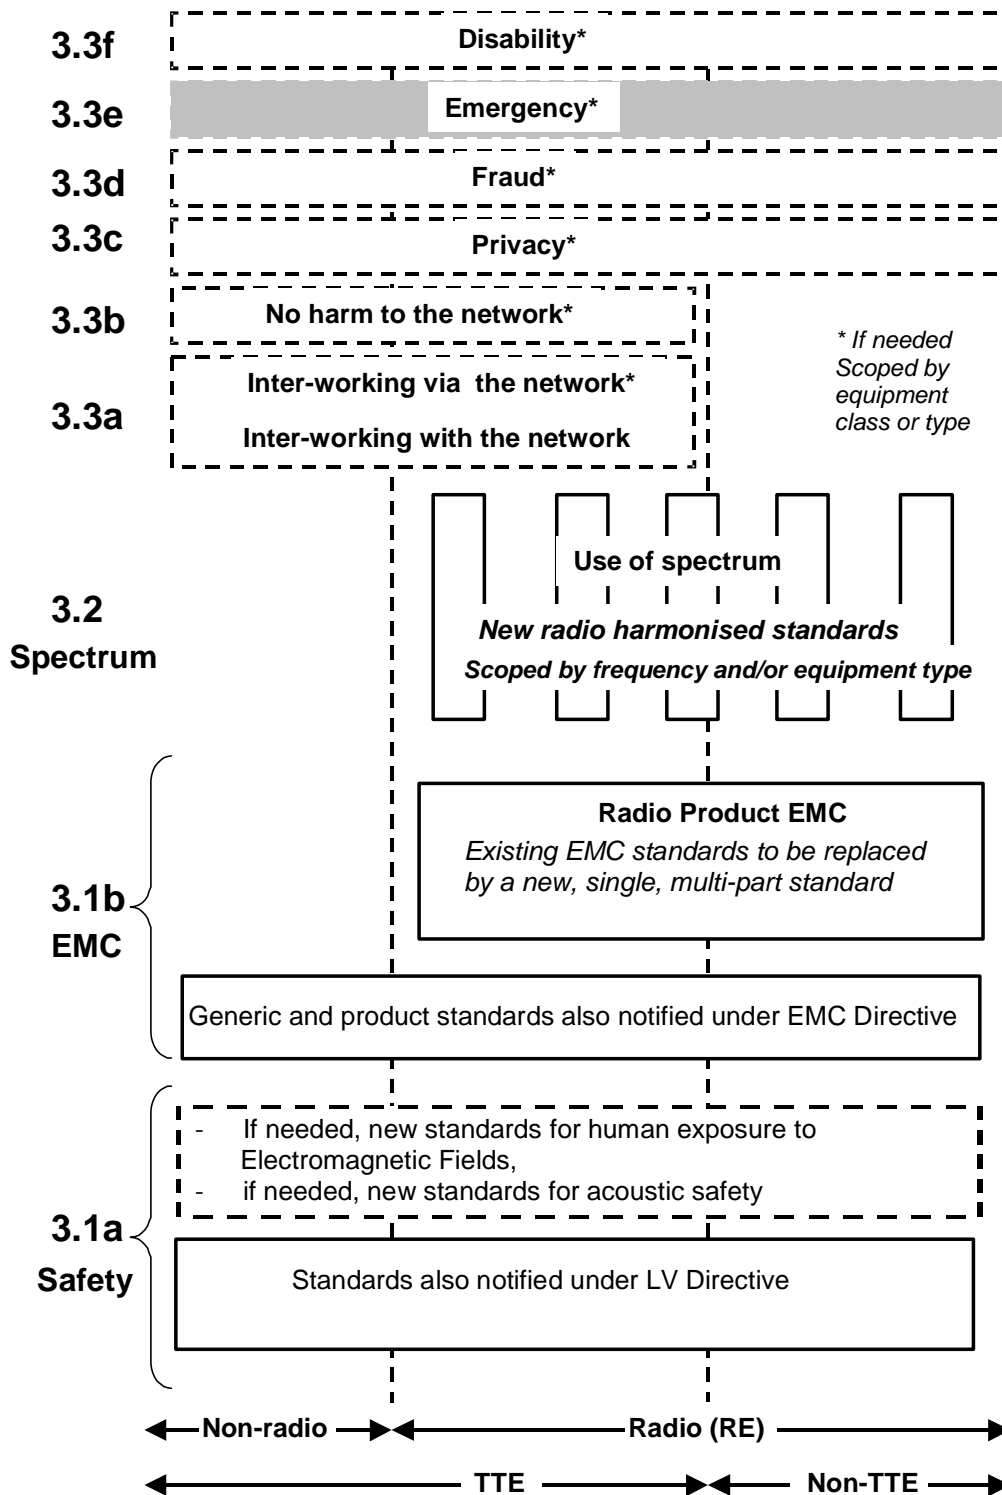 3.3f
Disability*
3.3e
Emergency*
3.3d
Fraud*
3.3c
Privacy*
3.3b
No harm to the network*
3.3a
Inter-working via the network*
Inter-working with the network
* If needed
Scoped by
equipment
class or type
3.2
Spectrum
Use of spectrum
New radio harmonised standards
Scoped by frequency and/or equipment type
3.1b
EMC
Radio Product EMC
Existing EMC standards to be replaced
by a new, single, multi-part standard
Generic and product standards also notified under EMC Directive
3.1a
Safety
- If needed, new standards for human exposure to
Electromagnetic Fields,
- if needed, new standards for acoustic safety
Standards also notified under LV Directive
Non-radio
Radio (RE)
TTE
Non-TTE